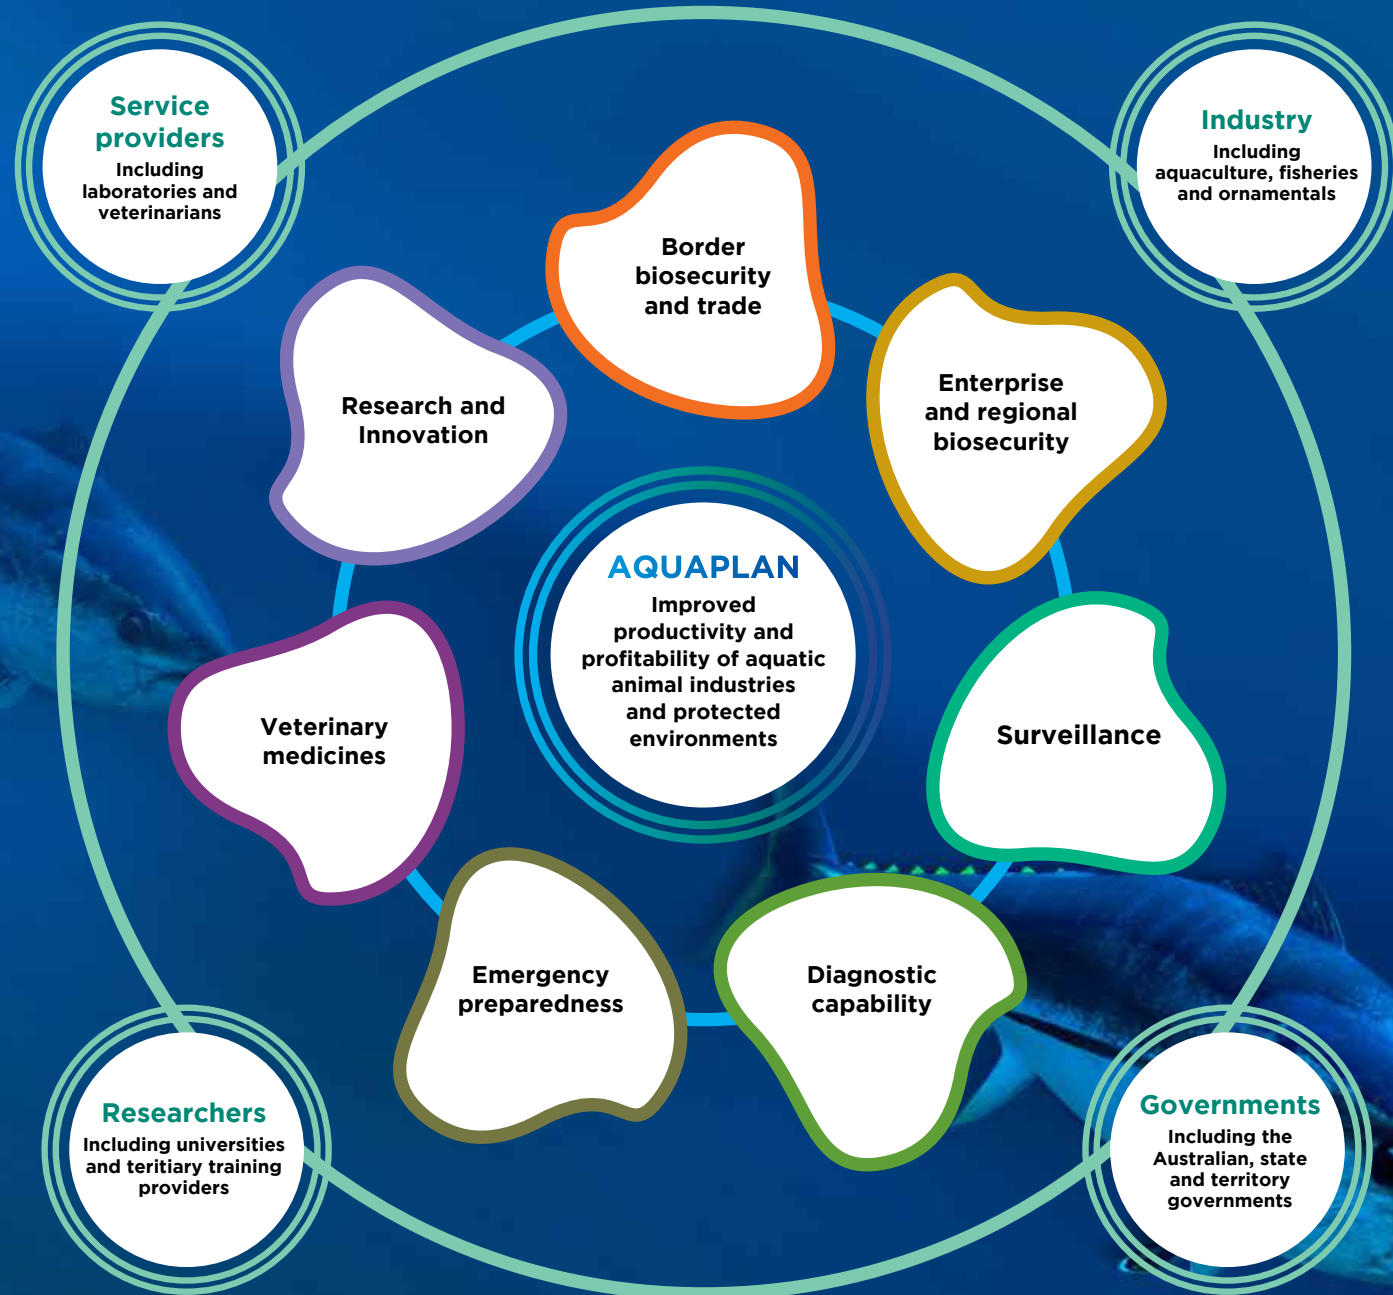 Service
providers
Including
laboratories and
veterinarians
Industry
Including
aquaculture, fisheries
and ornamentals
Border
biosecurity
and trade
Enterprise
and regional
biosecurity
Research and
Innovation
AQUAPLAN
Improved
productivity and
profitability of aquatic
animal industries
and protected
environments
Surveillance
Veterinary
medicines
Emergency
preparedness
Diagnostic
capability
Researchers
Including universities
and teritiary training
providers
Governments
Including the
Australian, state
and territory
governments